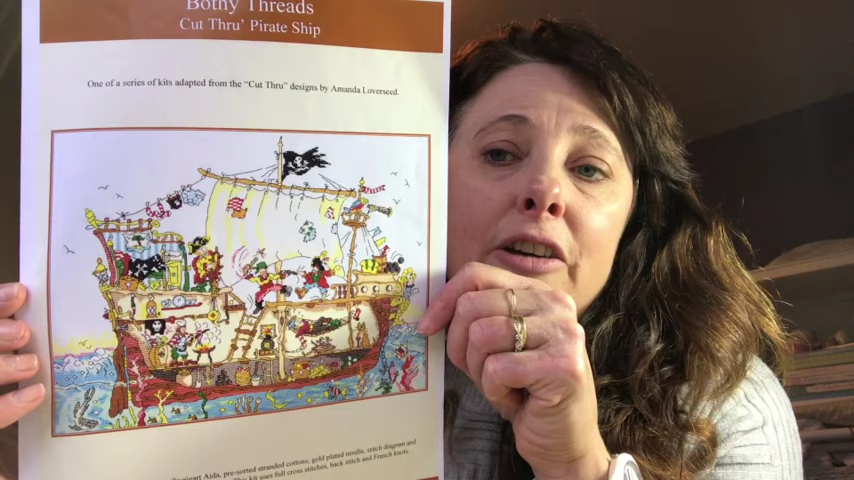 Bothy Threads
Cut Thru' Pirate Ship
One of a series of kits adapted from the "Cut Thru" designs by Amanda Loverseed.
Aida, pre-sorted stranded cottons, gold plated needle, stitch diagram and
This kit uses full cross stitches, back stitch and French knots.